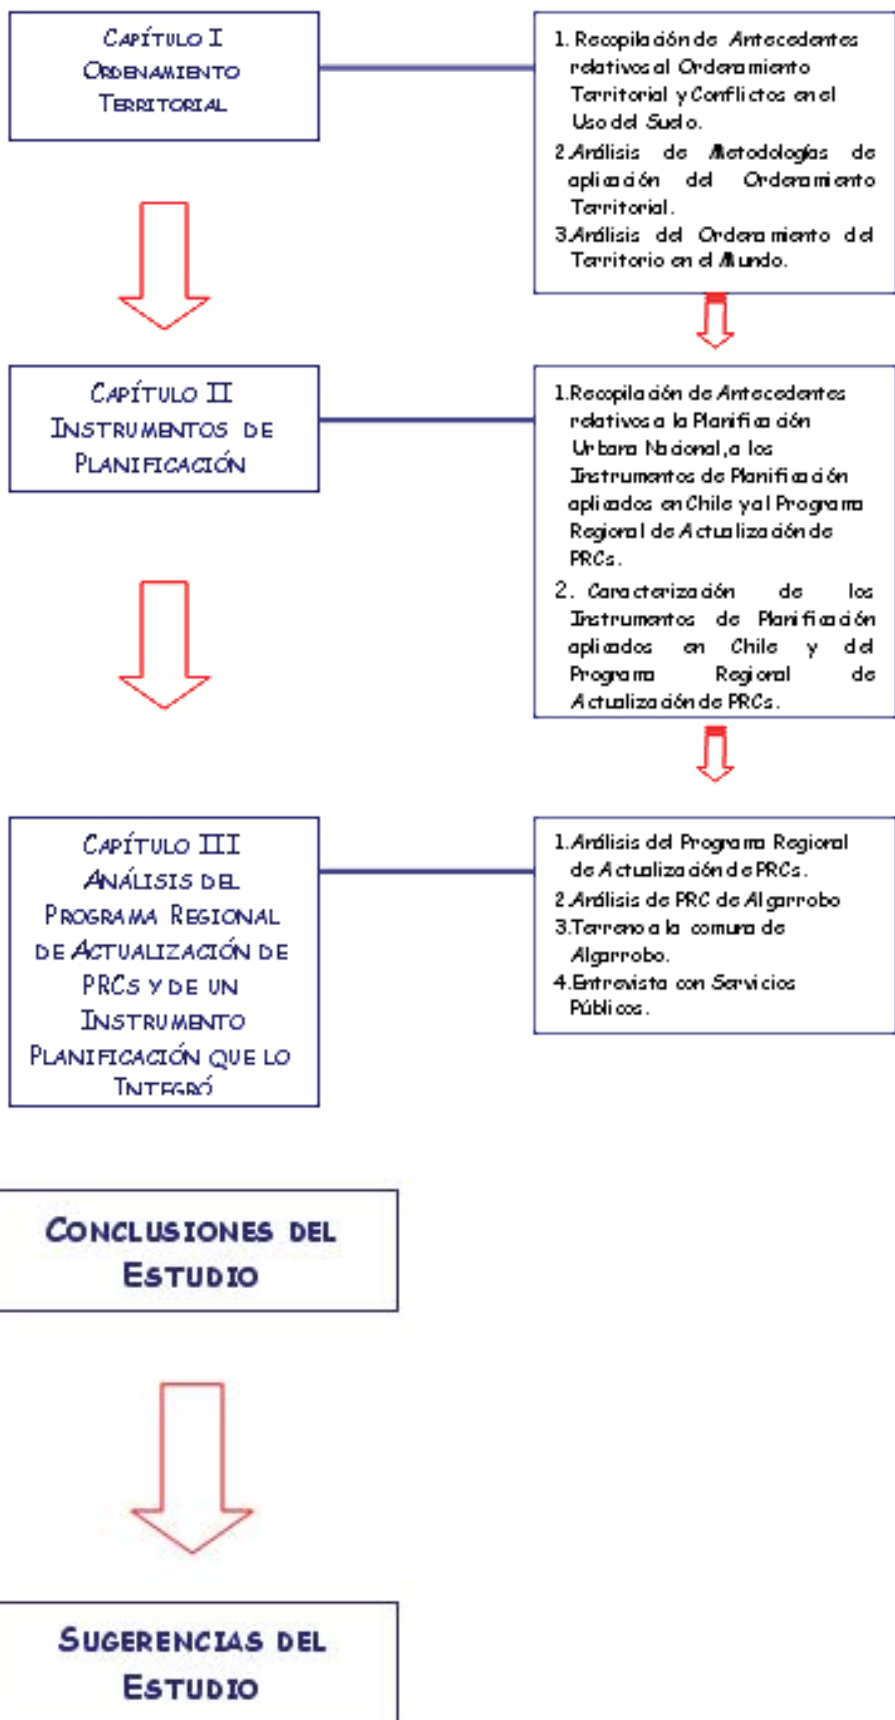 CAPÍTULO I
ORDENAMIENTO
TERRITORIAL
1. Recopilación de Antecedentes
relativos al Ordenamiento
Territorial y Conflictos en el
Uso del Suelo.
2.Análisis de Metodologías de
aplicación del Ordenamiento
Territorial.
3.Análisis del Ordenamiento del
Territorio en el Mundo.
CAPÍTULO II
INSTRUMENTOS DE
PLANIFICACIÓN
1.Recopilación de Antecedentes
relativos a la Planificación
Urbana Nacional, a los
Instrumentos de Planificación
aplicados en Chile y al Programa
Regional de Actualización de
PRCs.
2. Caracterización de los
Instrumentos de Planificación
aplicados en Chile y del
Programa Regional de
Actualización de PRCs.
CAPÍTULO III
ANÁLISIS DEL
PROGRAMA REGIONAL
DE ACTUALIZACIÓN DE
PRCS Y DE UN
INSTRUMENTO
PLANIFICACIÓN QUE LO
INTEGRÓ
1.Análisis del Programa Regional
de Actualización de PRCs.
2.Análisis de PRC de Algarrobo
3.Terreno a la comuna de
Algarrobo.
4.Entrevista con Servicios
Públicos.
CONCLUSIONES DEL
ESTUDIO
SUGERENCIAS DEL
ESTUDIO